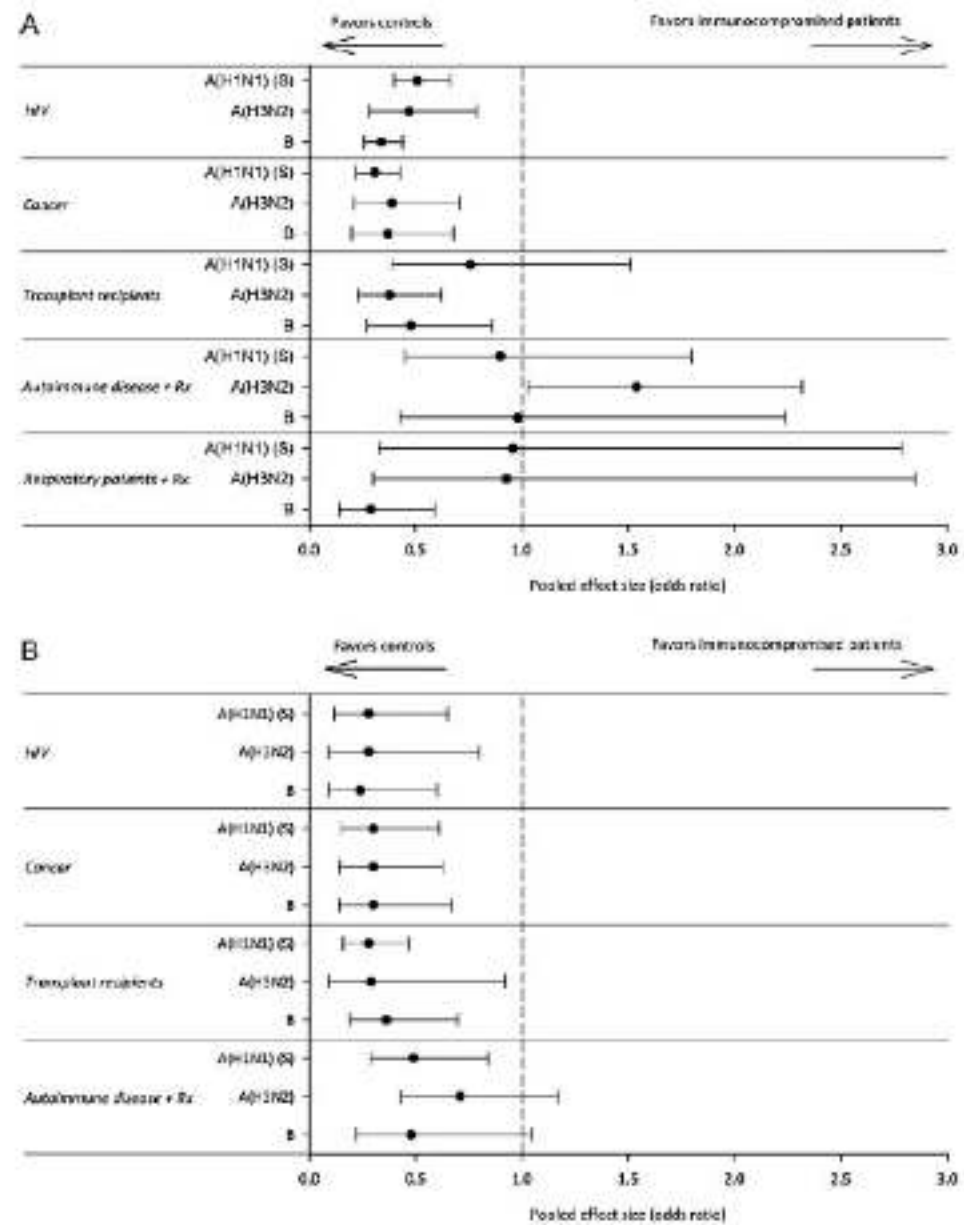 A
Favors controls Favors immunocompromised patients
A(H1N1) (S)
HIV A(H3N2)
B
A(H1N1) (S)
Cancer A(H3N2)
B
A(H1N1) (S)
Transplant recipients A(H3N2)
B
A(H1N1) (S)
Autoimmune disease + Rx A(H3N2)
B
A(H1N1) (S)
Respiratory patients + Rx A(H3N2)
B
0.0 0.5 1.0 1.5 2.0 2.5 3.0
Pooled effect size (odds ratio)
B
Favors controls Favors immunocompromised patients
A(H1N1) (S)
HIV A(H3N2)
B
A(H1N1) (S)
Cancer A(H3N2)
B
A(H1N1) (S)
Transplant recipients A(H3N2)
B
A(H1N1) (S)
Autoimmune disease + Rx A(H3N2)
B
0.0 0.5 1.0 1.5 2.0 2.5 3.0
Pooled effect size (odds ratio)